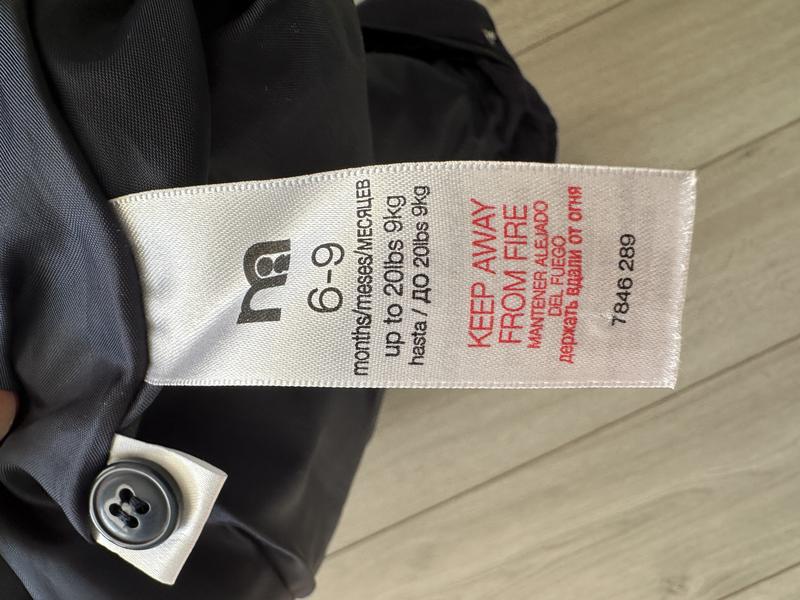 6-9
months/meses/МЕСЯЦЕВ
up to 20lbs 9kg
hasta / ДО 20lbs 9kg
KEEP AWAY
FROM FIRE
MANTENER ALEJADO
DEL FUEGO
держать вдали от огня
7846 289